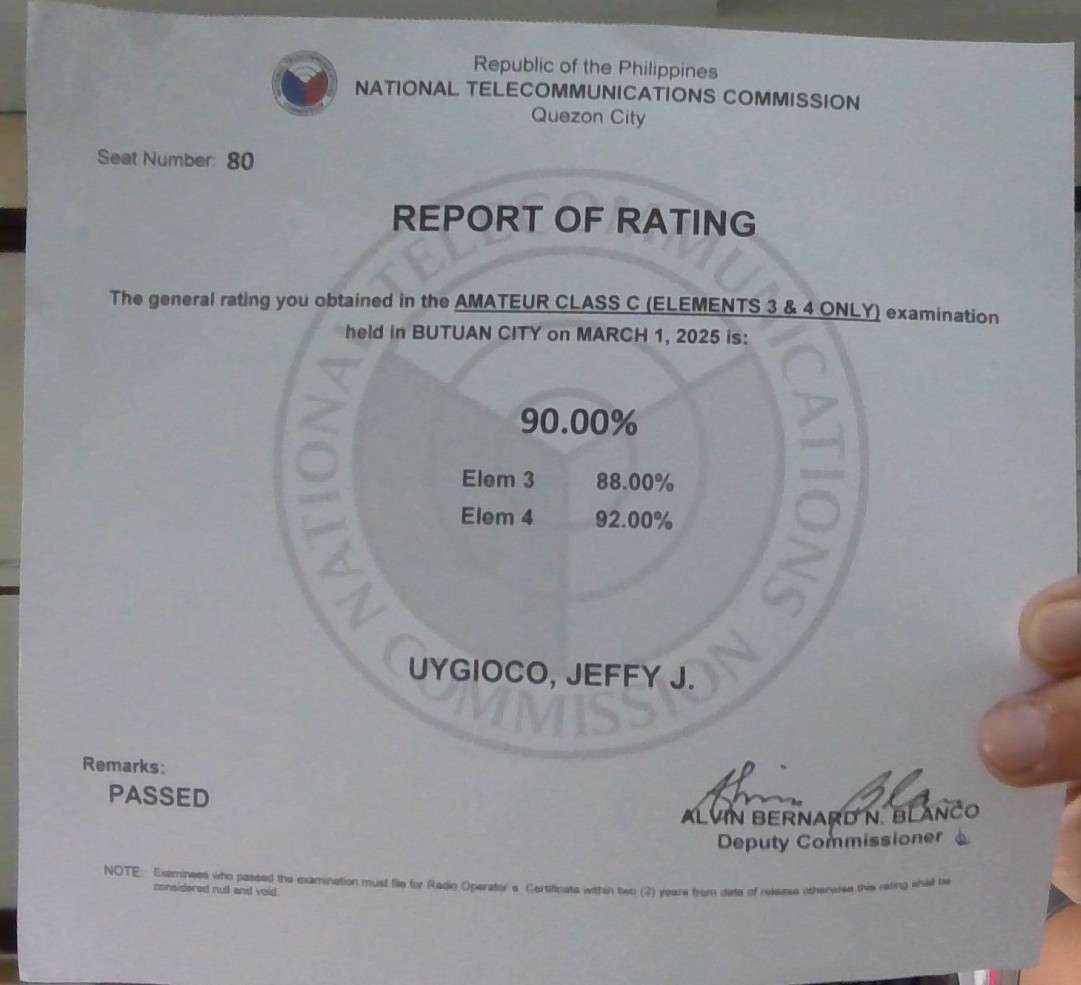 Republic of the Philippines
NATIONAL TELECOMMUNICATIONS COMMISSION
Quezon City
Seat Number: 80
REPORT OF RATING
The general rating you obtained in the AMATEUR CLASS C (ELEMENTS 3 & 4 ONLY) examination
held in BUTUAN CITY on MARCH 1, 2025 is:
90.00%
Elem 3 88.00%
Elem 4 92.00%
UYGIOCO, JEFFY J.
Remarks:
PASSED
ALVIN BERNARD N. BLANCO
Deputy Commissioner
NOTE: Examinees who passed the examination must file for Radio Operator's Certificate within two (2) years from date of release otherwise this rating shall be
considered null and void.
NATIONAL TELECOMMUNICATIONS COMMISSION